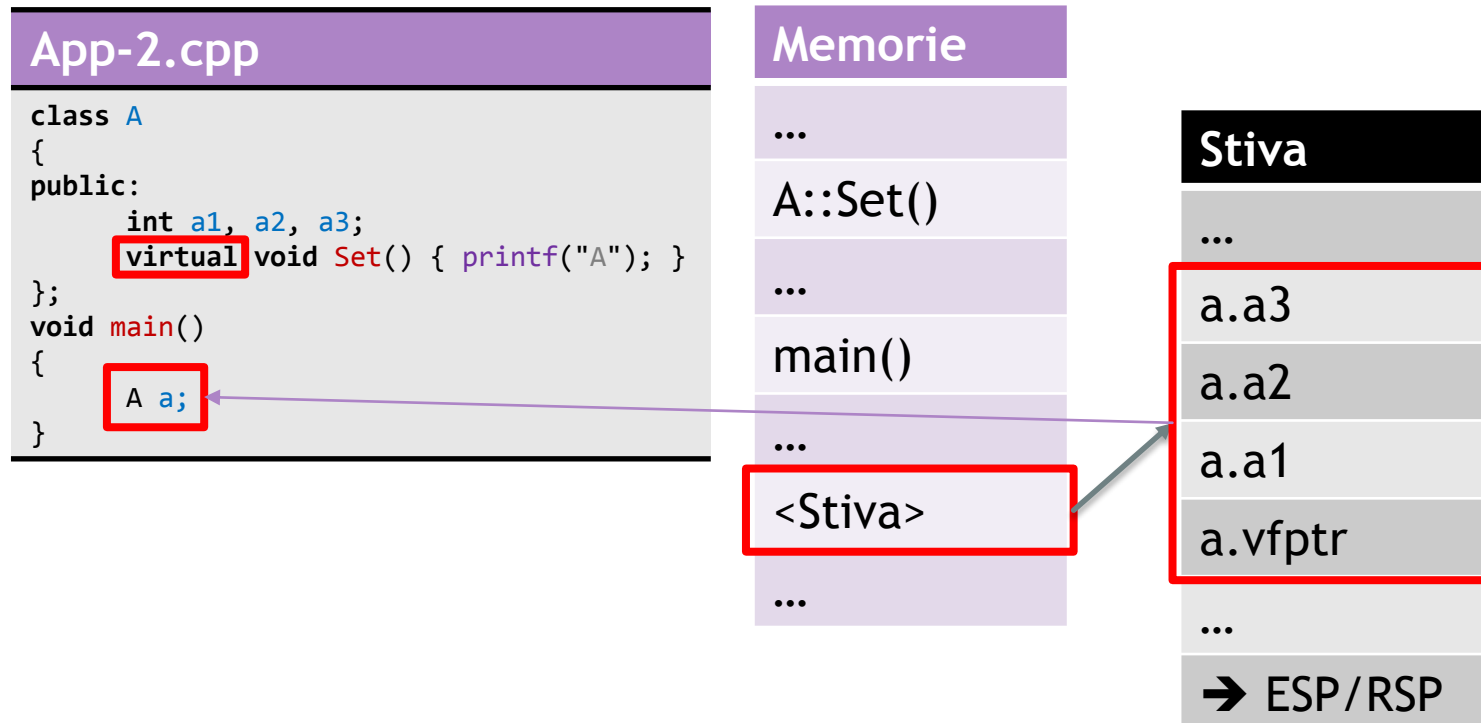 App-2.cpp
class A
{
public:
int a1, a2, a3;
virtual void Set() { printf("A"); }
};
void main()
{
A a;
}
Memorie
...
A::Set()
...
main()
...
<Stiva>
...
Stiva
...
a.a3
a.a2
a.a1
a.vfptr
...
➔ ESP/RSP